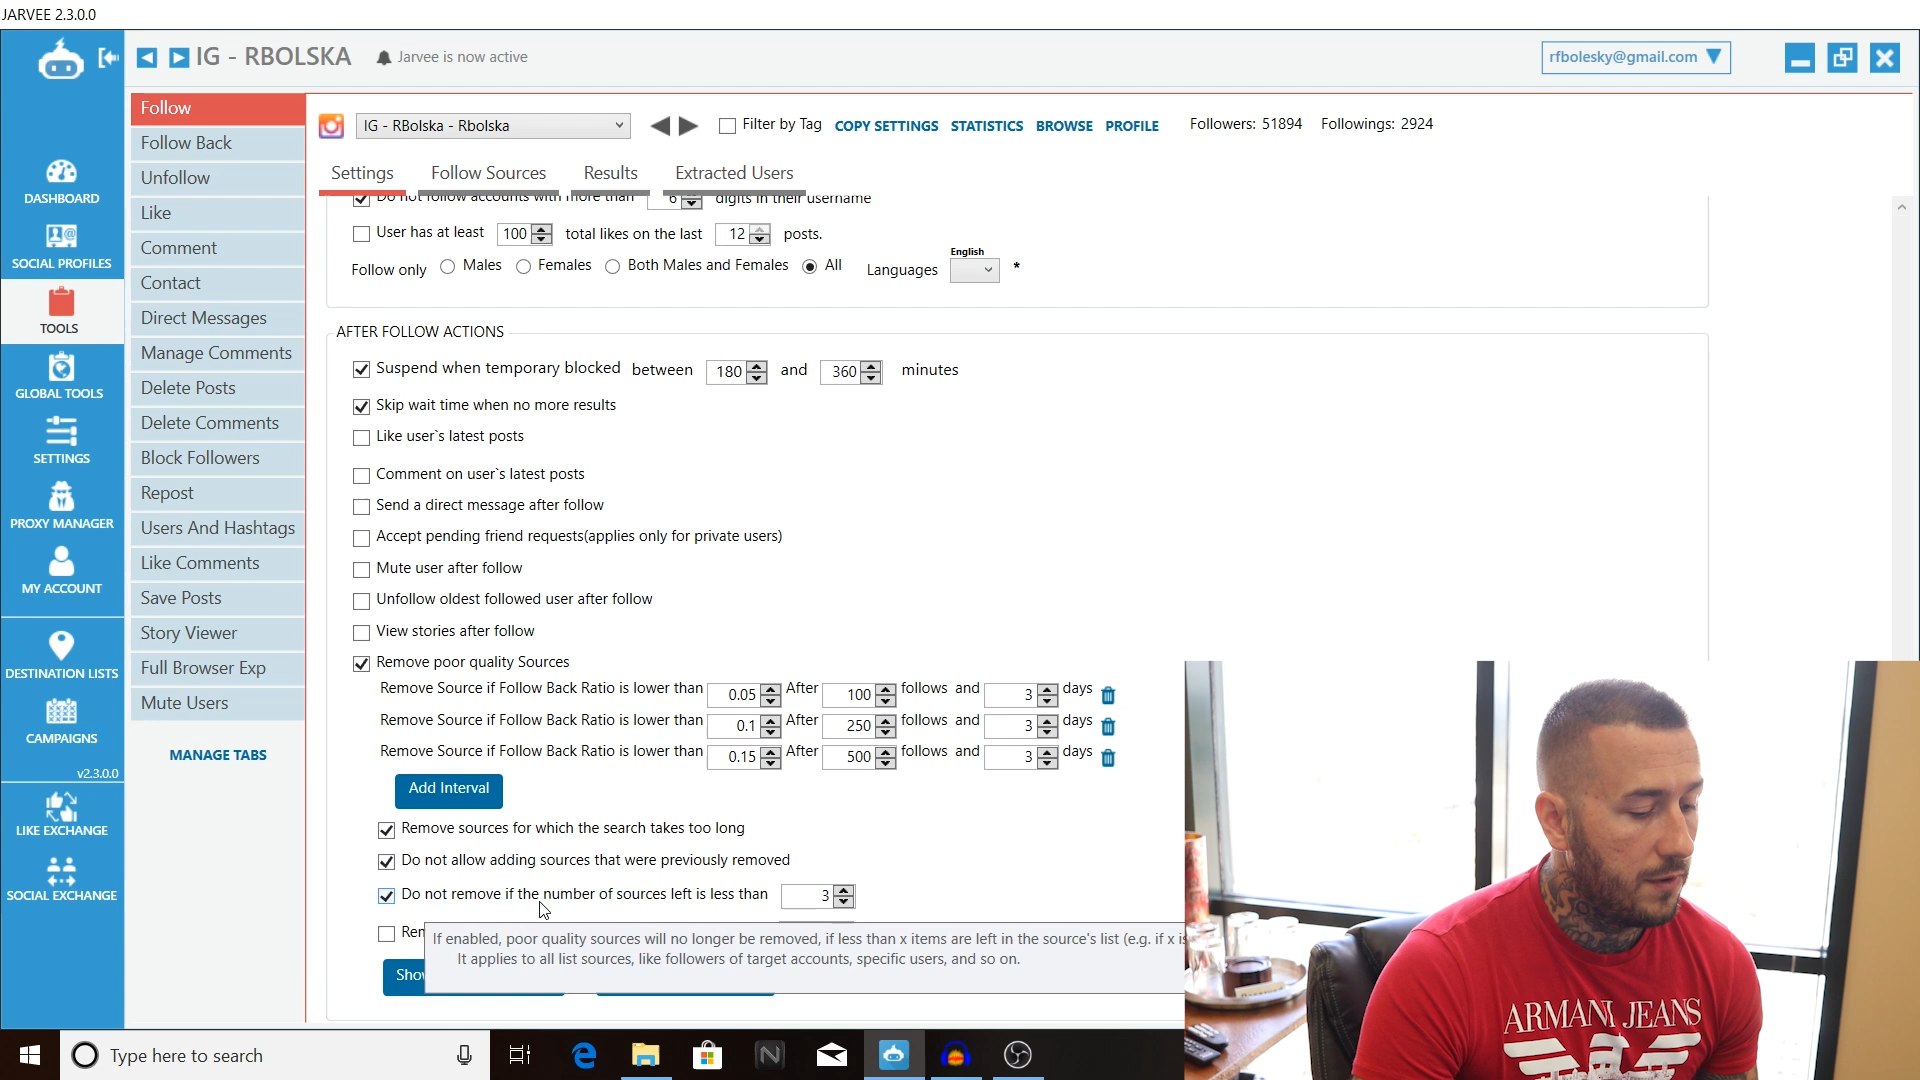 JARVEE 2.3.0.0
IG - RBOLSKA
Jarvee is now active
rfbolesky@gmail.com
DASHBOARD
SOCIAL PROFILES
TOOLS
GLOBAL TOOLS
SETTINGS
PROXY MANAGER
MY ACCOUNT
DESTINATION LISTS
CAMPAIGNS
v2.3.0.0
LIKE EXCHANGE
SOCIAL EXCHANGE
Follow
Follow Back
Unfollow
Like
Comment
Contact
Direct Messages
Manage Comments
Delete Posts
Delete Comments
Block Followers
Repost
Users And Hashtags
Like Comments
Save Posts
Story Viewer
Full Browser Exp
Mute Users
MANAGE TABS
IG - RBolska - Rbolska
Filter by Tag COPY SETTINGS STATISTICS BROWSE PROFILE Followers: 51894 Followings: 2924
Settings Follow Sources Results Extracted Users
Do not follow accounts with more than 6 digits in their username
User has at least 100 total likes on the last 12 posts.
English
Follow only Males Females Both Males and Females All Languages *
AFTER FOLLOW ACTIONS
Suspend when temporary blocked between 180 and 360 minutes
Skip wait time when no more results
Like user`s latest posts
Comment on user`s latest posts
Send a direct message after follow
Accept pending friend requests(applies only for private users)
Mute user after follow
Unfollow oldest followed user after follow
View stories after follow
Remove poor quality Sources
Remove Source if Follow Back Ratio is lower than 0.05 After 100 follows and 3 days
Remove Source if Follow Back Ratio is lower than 0.1 After 250 follows and 3 days
Remove Source if Follow Back Ratio is lower than 0.15 After 500 follows and 3 days
Add Interval
Remove sources for which the search takes too long
Do not allow adding sources that were previously removed
Do not remove if the number of sources left is less than 3
Ren
If enabled, poor quality sources will no longer be removed, if less than x items are left in the source's list (e.g. if x is
It applies to all list sources, like followers of target accounts, specific users, and so on.
Show
Type here to search
ARMANI JEANS